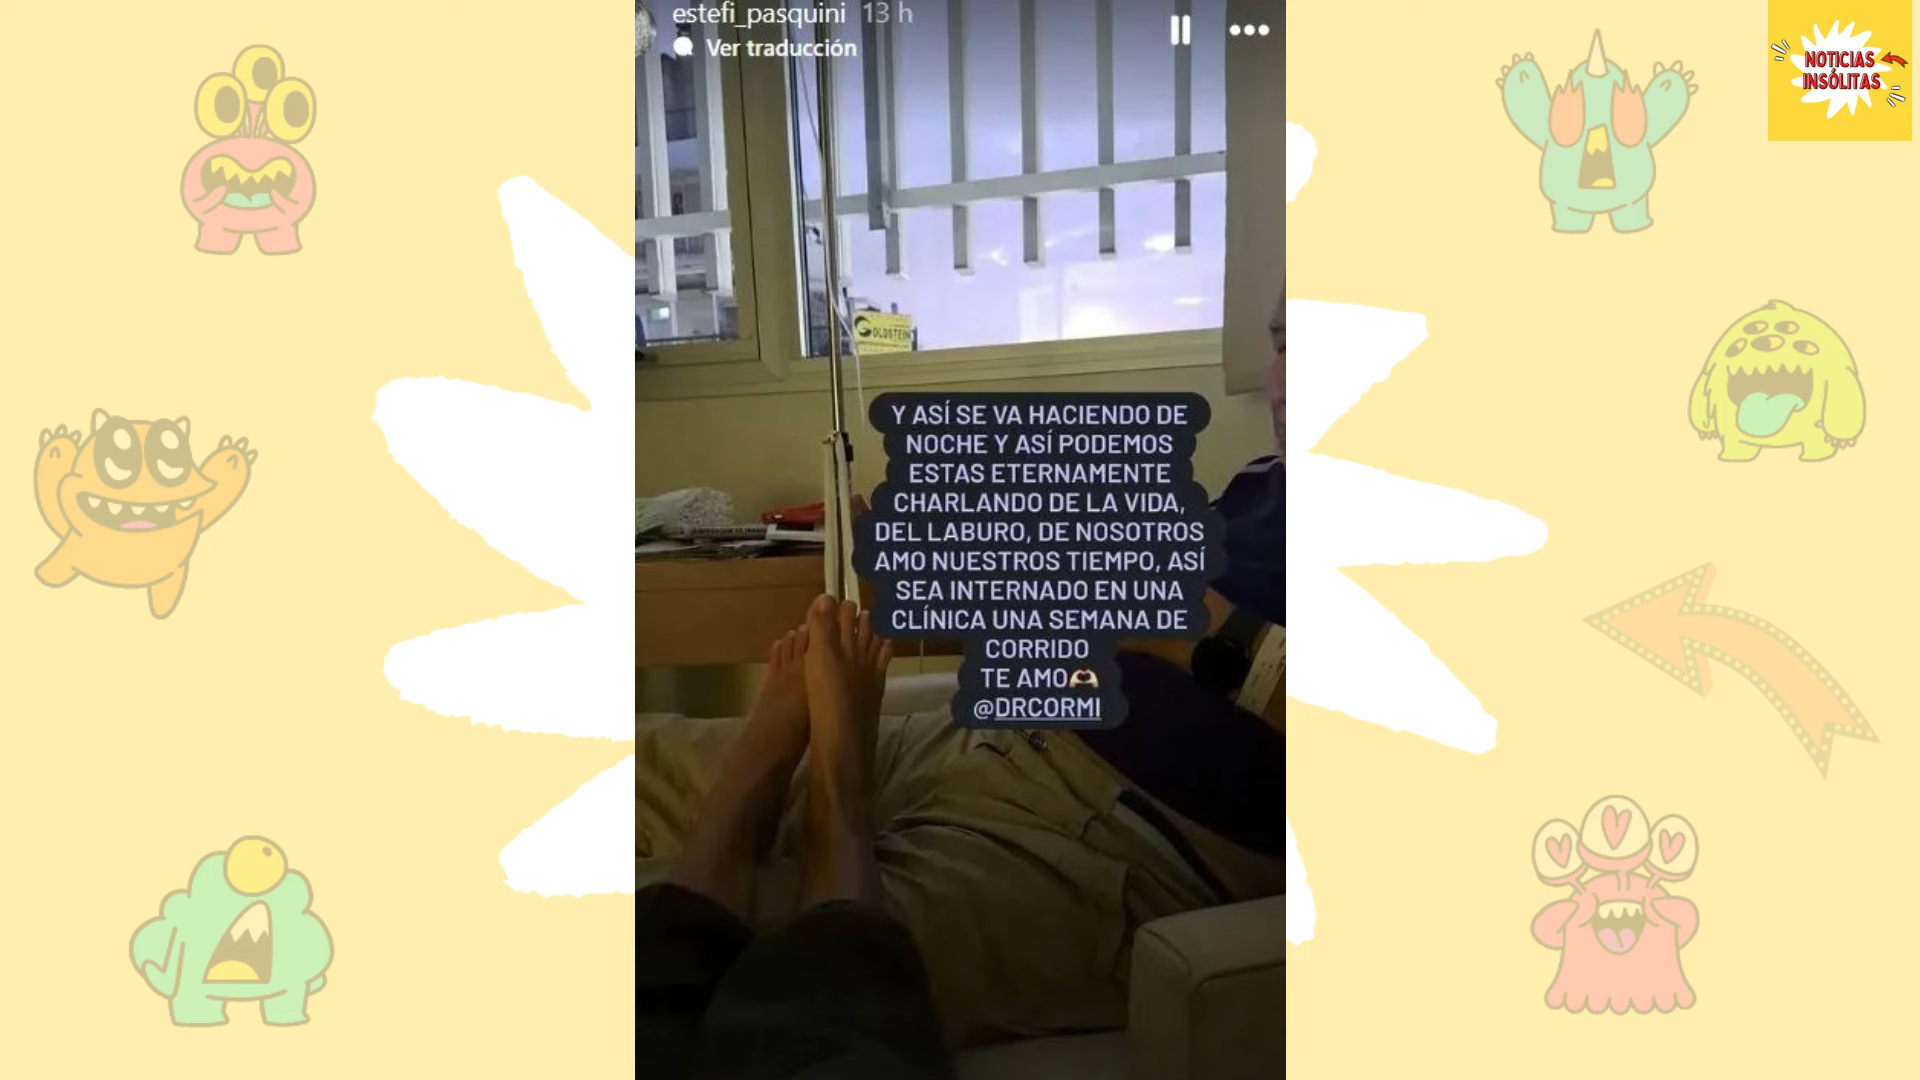 estefi_pasquini 13 h
Ver traducción
NOTICIAS
INSÓLITAS
GOLDSTEIN
Y ASÍ SE VA HACIENDO DE
NOCHE Y ASÍ PODEMOS
ESTAS ETERNAMENTE
CHARLANDO DE LA VIDA,
DEL LABURO, DE NOSOTROS
AMO NUESTROS TIEMPO, ASÍ
SEA INTERNADO EN UNA
CLÍNICA UNA SEMANA DE
CORRIDO
TE AMO🫶
@DRCORMI